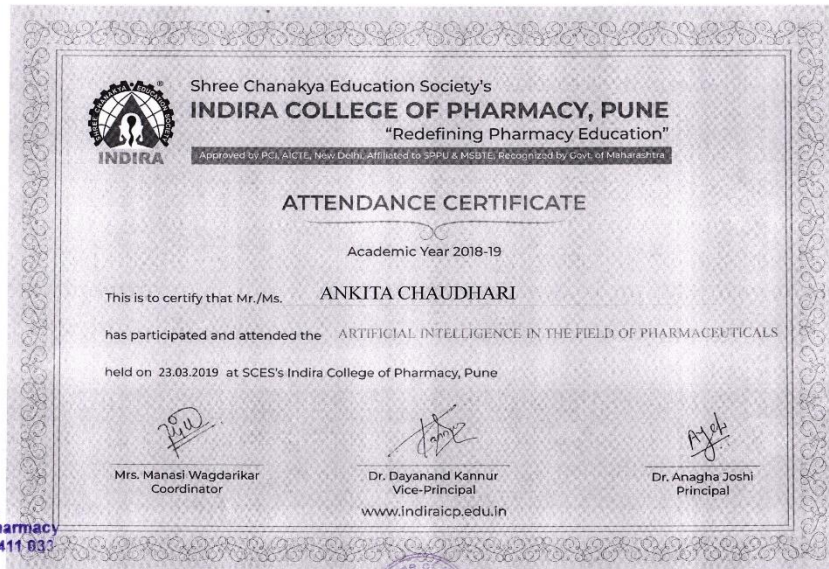 SHREE CHANAKYA EDUCATION SOCIETY
®
INDIRA
Shree Chanakya Education Society's
INDIRA COLLEGE OF PHARMACY, PUNE
"Redefining Pharmacy Education"
Approved by PCI, AICTE, New Delhi, Affiliated to SPPU & MSBTE, Recognized by Govt. of Maharashtra
ATTENDANCE CERTIFICATE
Academic Year 2018-19
This is to certify that Mr./Ms. ANKITA CHAUDHARI
has participated and attended the ARTIFICIAL INTELLIGENCE IN THE FIELD OF PHARMACEUTICALS
held on 23.03.2019 at SCES's Indira College of Pharmacy, Pune
Mrs. Manasi Wagdarikar
Coordinator
Dr. Dayanand Kannur
Vice-Principal
Dr. Anagha Joshi
Principal
www.indiraicp.edu.in
armacy
411 033